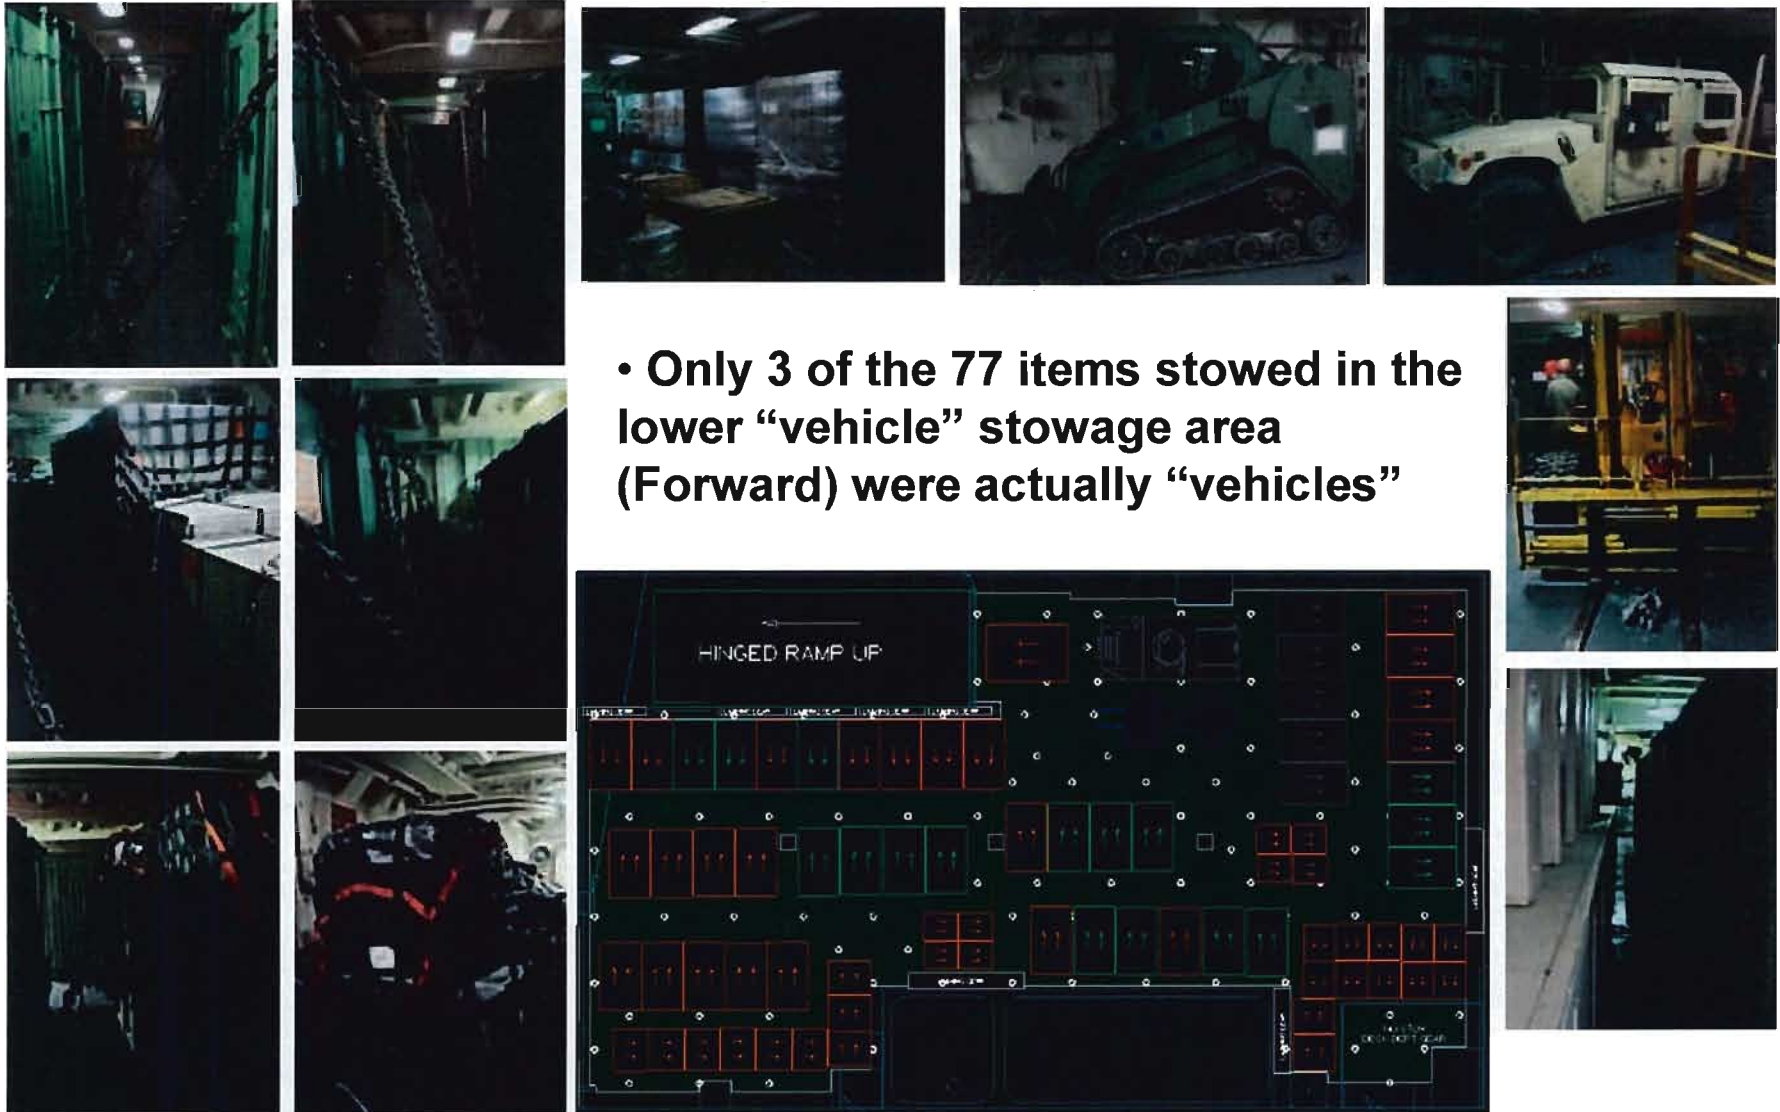 • Only 3 of the 77 items stowed in the
lower “vehicle” stowage area
(Forward) were actually “vehicles”
HINGED RAMP UP